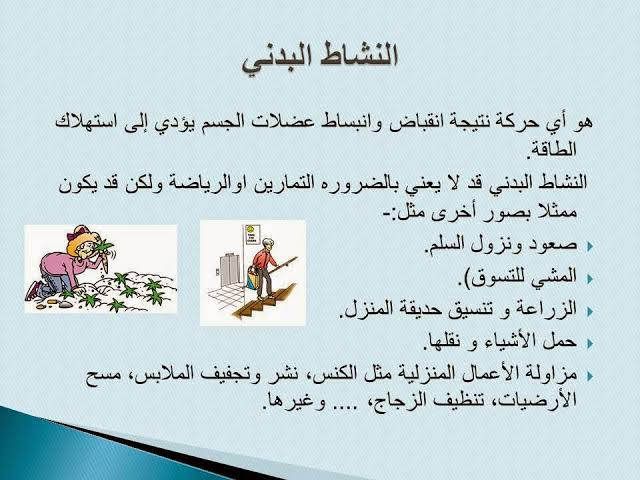 النشاط البدني
هو أي حركة نتيجة انقباض وانبساط عضلات الجسم يؤدي إلى استهلاك
الطاقة.
النشاط البدني قد لا يعني بالضروره التمارين اوالرياضة ولكن قد يكون
ممثلا بصور أخرى مثل:-
صعود ونزول السلم.
المشي للتسوق).
الزراعة و تنسيق حديقة المنزل.
حمل الأشياء و نقلها.
مزاولة الأعمال المنزلية مثل الكنس، نشر وتجفيف الملابس، مسح
الأرضيات، تنظيف الزجاج، .... وغيرها.